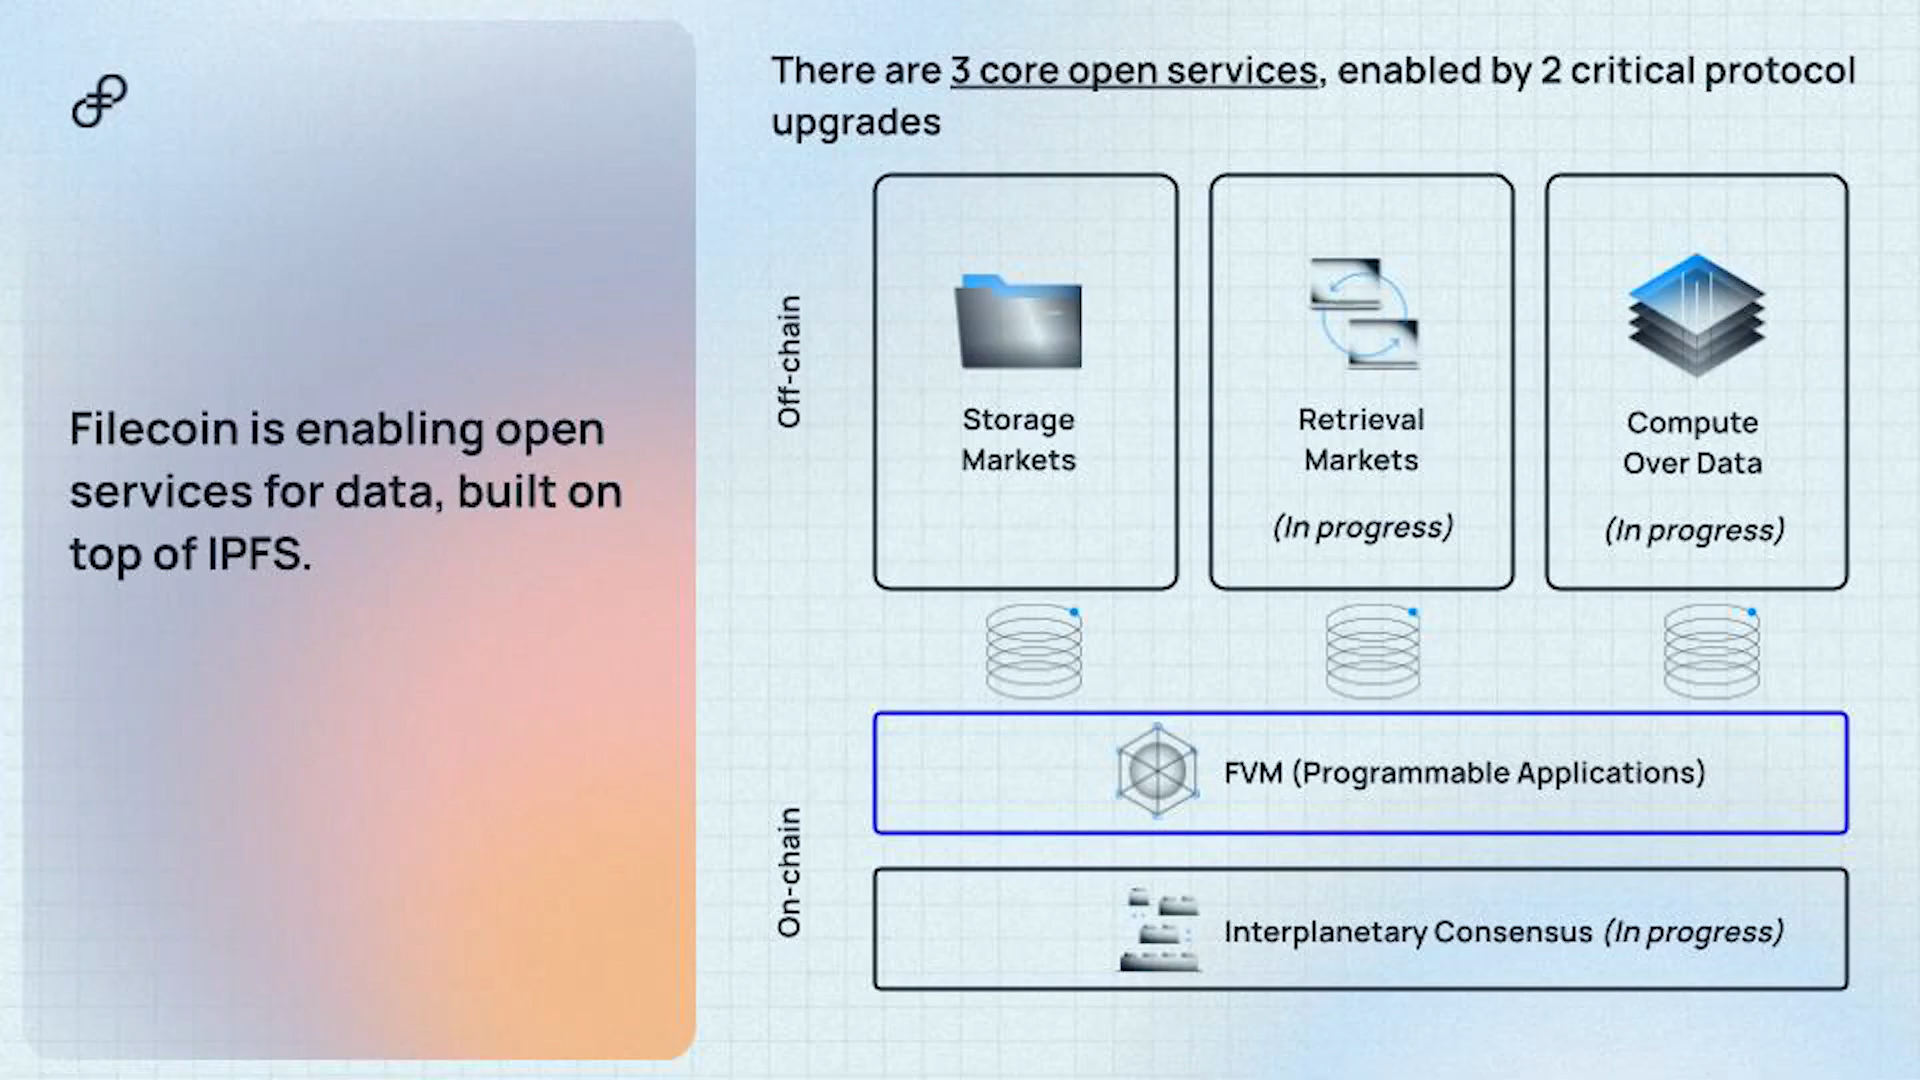 Filecoin is enabling open
services for data, built on
top of IPFS.
There are 3 core open services, enabled by 2 critical protocol
upgrades
Off-chain
Storage
Markets
Retrieval
Markets
(In progress)
Compute
Over Data
(In progress)
On-chain
FVM (Programmable Applications)
Interplanetary Consensus (In progress)